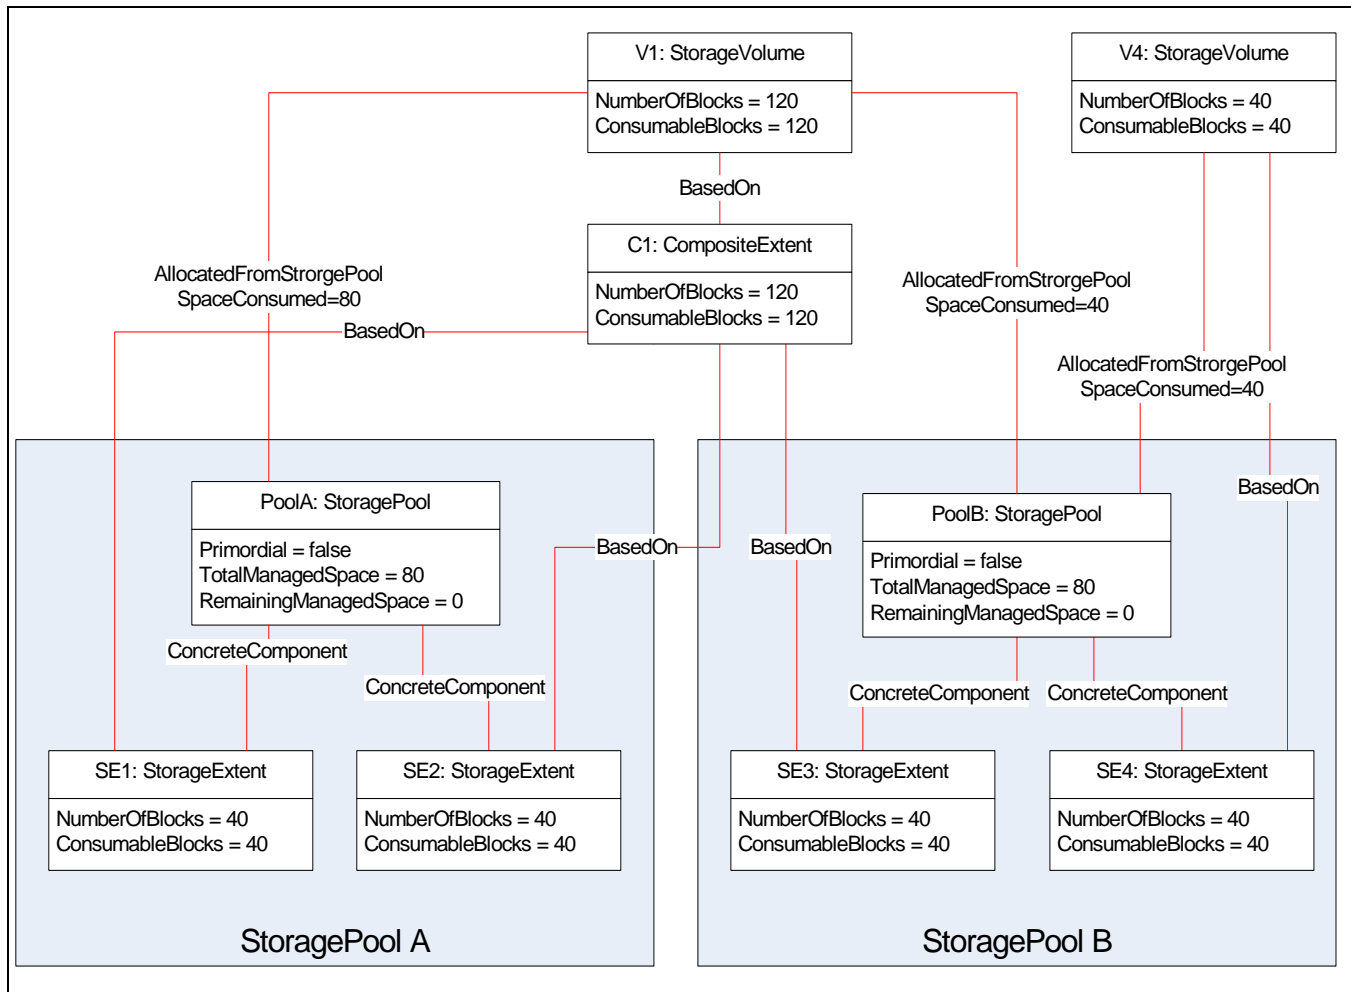 V1: StorageVolume
NumberOfBlocks = 120
ConsumableBlocks = 120
V4: StorageVolume
NumberOfBlocks = 40
ConsumableBlocks = 40
BasedOn
C1: CompositeExtent
NumberOfBlocks = 120
ConsumableBlocks = 120
AllocatedFromStrorgePool
SpaceConsumed=80
BasedOn
AllocatedFromStrorgePool
SpaceConsumed=40
AllocatedFromStrorgePool
SpaceConsumed=40
PoolA: StoragePool
Primordial = false
TotalManagedSpace = 80
RemainingManagedSpace = 0
BasedOn
BasedOn
PoolB: StoragePool
Primordial = false
TotalManagedSpace = 80
RemainingManagedSpace = 0
BasedOn
ConcreteComponent
ConcreteComponent
ConcreteComponent
ConcreteComponent
SE1: StorageExtent
NumberOfBlocks = 40
ConsumableBlocks = 40
SE2: StorageExtent
NumberOfBlocks = 40
ConsumableBlocks = 40
SE3: StorageExtent
NumberOfBlocks = 40
ConsumableBlocks = 40
SE4: StorageExtent
NumberOfBlocks = 40
ConsumableBlocks = 40
StoragePool A
StoragePool B